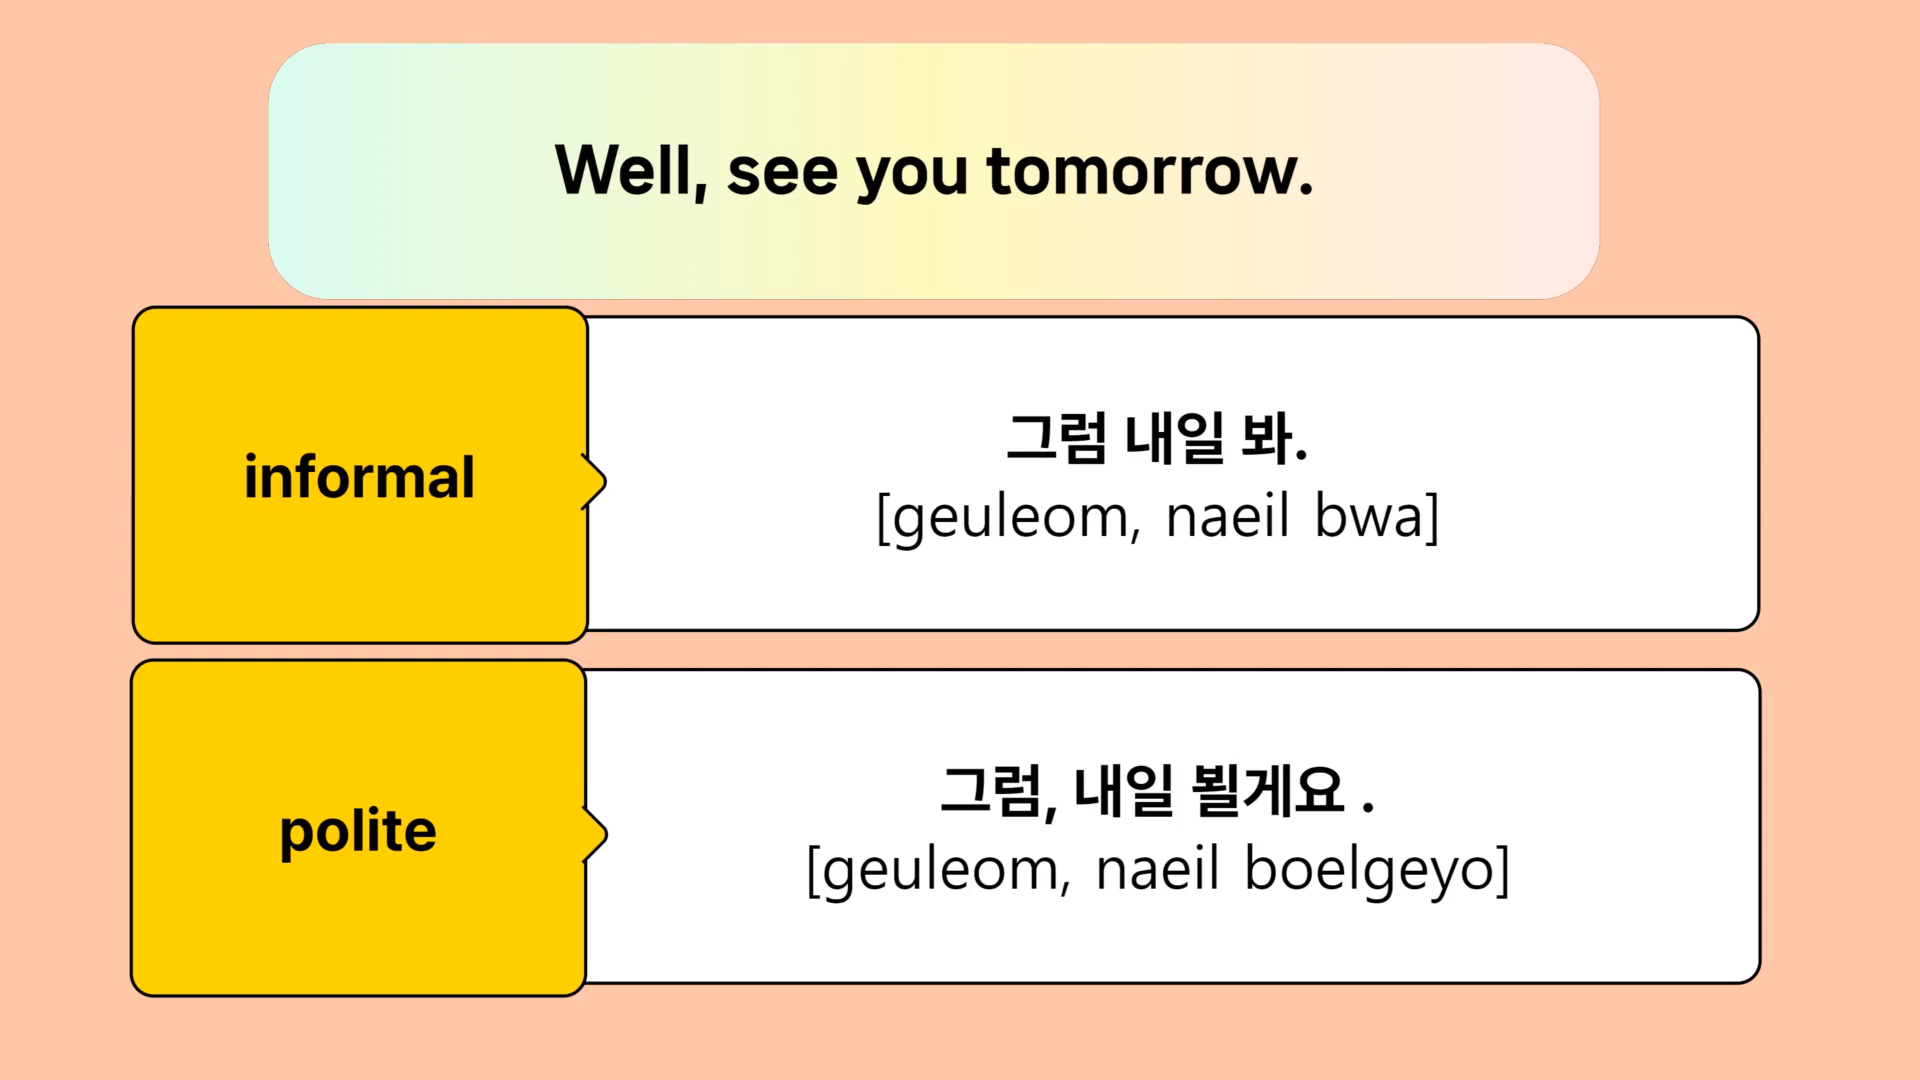 Well, see you tomorrow.
informal
그럼 내일 봐.
[geuleom, naeil bwa]
polite
그럼, 내일 뵐게요 .
[geuleom, naeil boelgeyo]